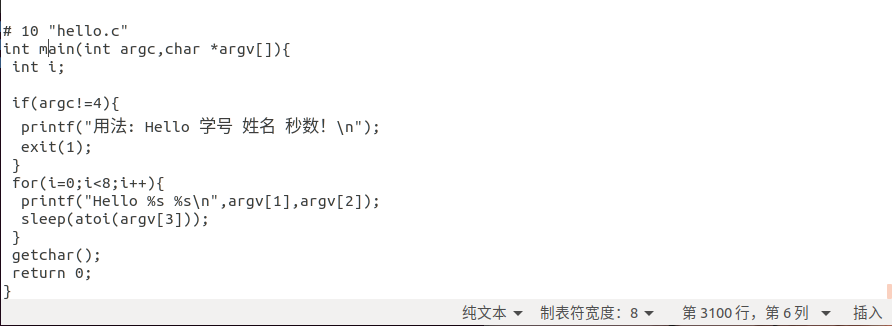 # 10 "hello.c"
int main(int argc,char *argv[]){
 int i;

 if(argc!=4){
  printf("用法: Hello 学号 姓名 秒数！\n");
  exit(1);
 }
 for(i=0;i<8;i++){
  printf("Hello %s %s\n",argv[1],argv[2]);
  sleep(atoi(argv[3]));
 }
 getchar();
 return 0;
}
纯文本 制表符宽度：8 第 3100 行，第 6 列 插入